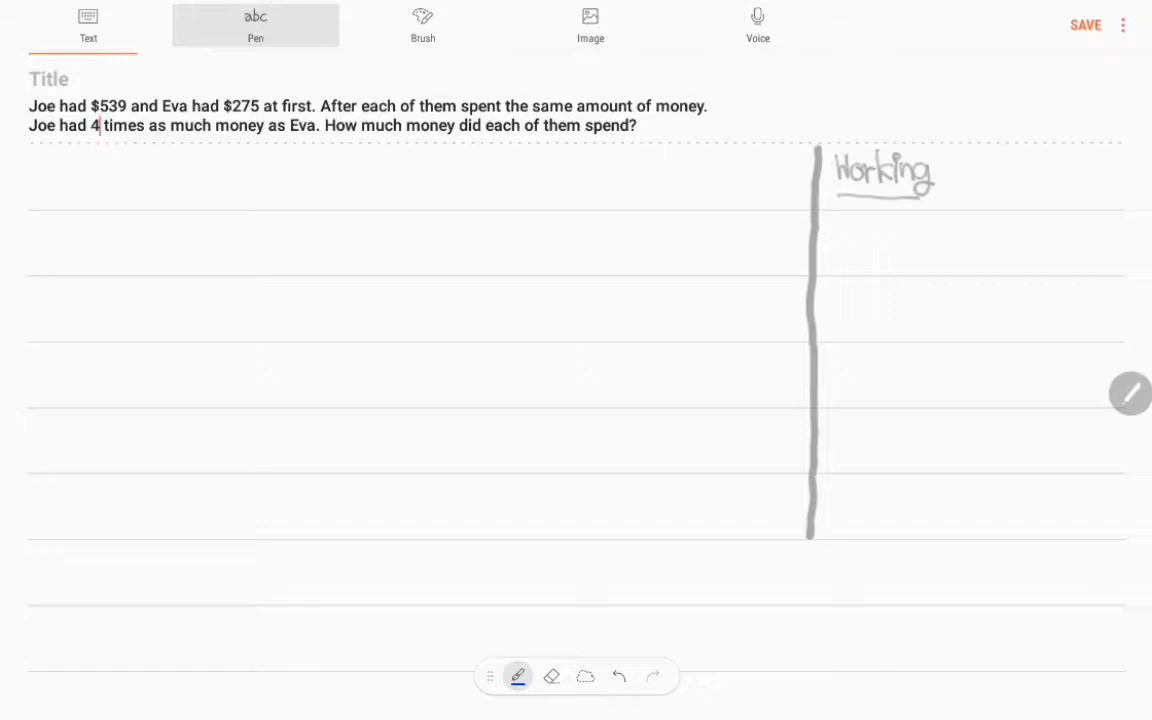 abc
Text
Pen
Brush
Image
Voice
SAVE
Title
Joe had $539 and Eva had $275 at first. After each of them spent the same amount of money.
Joe had 4 times as much money as Eva. How much money did each of them spend?
Working